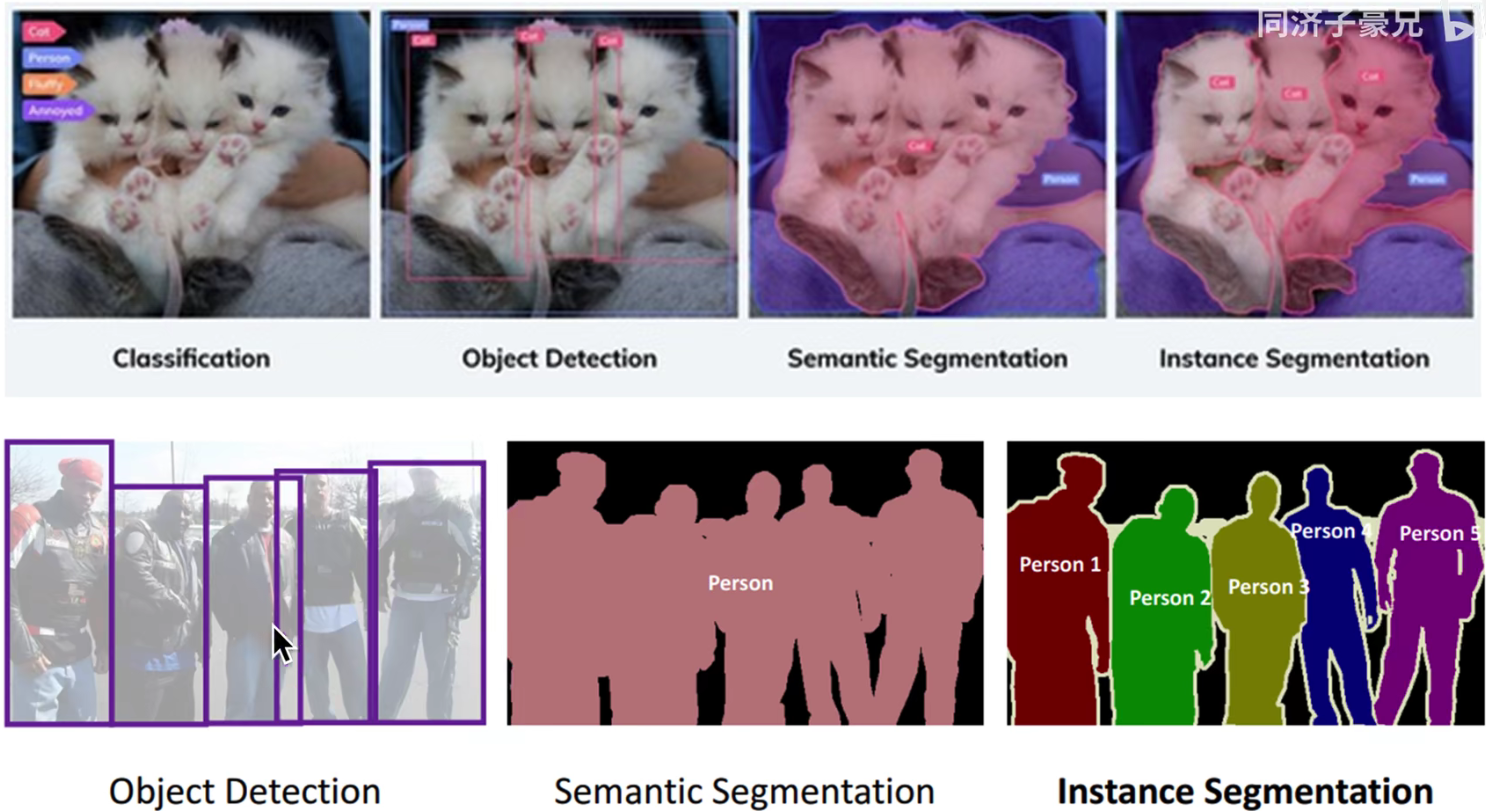 同济子豪兄
Cat
Person
Fluffy
Annoyed
Person
Cat
Cat
Cat
Cat
Person
Cat
Cat
Cat
Person
Classification
Object Detection
Semantic Segmentation
Instance Segmentation
Person
Person 1
Person 2
Person 3
Person 4
Person 5
Object Detection
Semantic Segmentation
Instance Segmentation